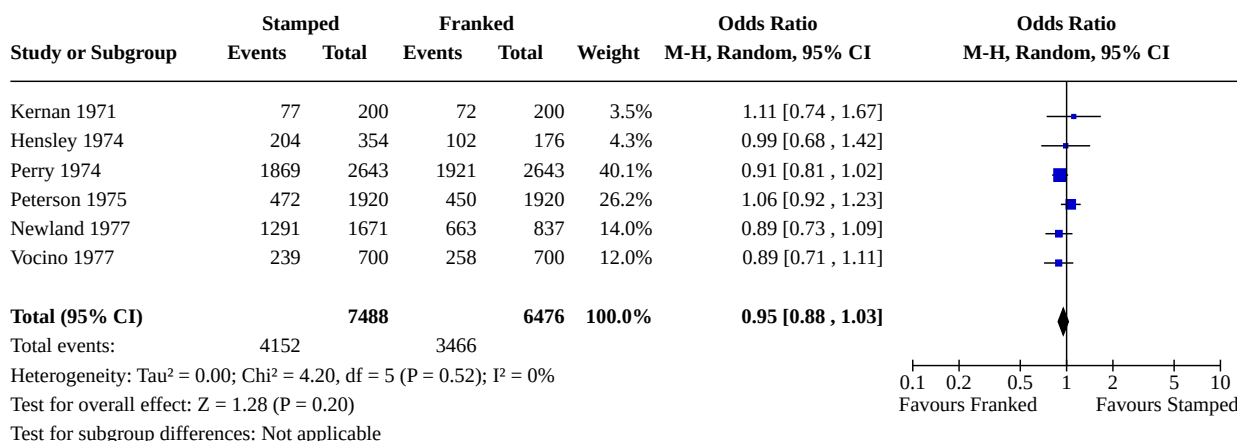 Stamped Franked Odds Ratio Odds Ratio
Study or Subgroup Events Total Events Total Weight M-H, Random, 95% CI M-H, Random, 95% CI
Kernan 1971 77 200 72 200 3.5% 1.11 [0.74 , 1.67]
Hensley 1974 204 354 102 176 4.3% 0.99 [0.68 , 1.42]
Perry 1974 1869 2643 1921 2643 40.1% 0.91 [0.81 , 1.02]
Peterson 1975 472 1920 450 1920 26.2% 1.06 [0.92 , 1.23]
Newland 1977 1291 1671 663 837 14.0% 0.89 [0.73 , 1.09]
Vocino 1977 239 700 258 700 12.0% 0.89 [0.71 , 1.11]
Total (95% CI) 7488 6476 100.0% 0.95 [0.88 , 1.03]
Total events: 4152 3466
Heterogeneity: Tau² = 0.00; Chi² = 4.20, df = 5 (P = 0.52); I² = 0%
0.1 0.2 0.5 1 2 5 10
Test for overall effect: Z = 1.28 (P = 0.20)
Favours Franked Favours Stamped
Test for subgroup differences: Not applicable